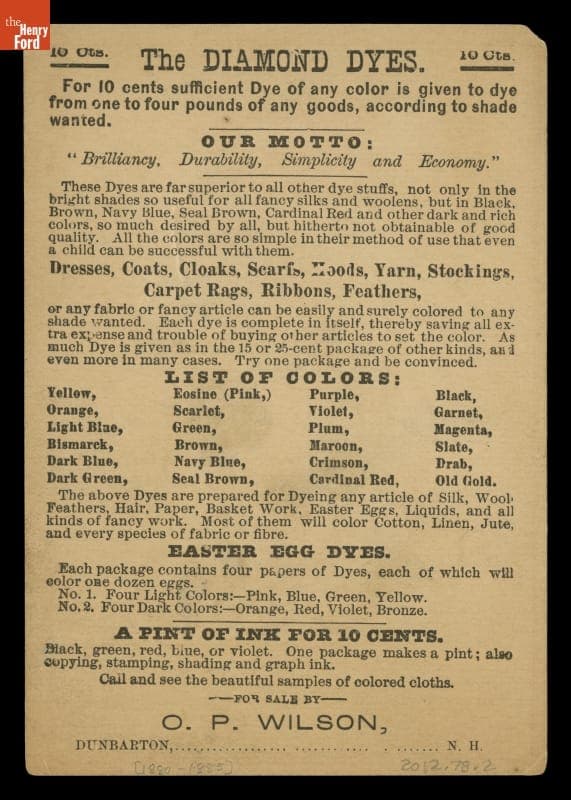 the
Henry
Ford
10 Cts. The DIAMOND DYES. 10 Cts.
For 10 cents sufficient Dye of any color is given to dye
from one to four pounds of any goods, according to shade
wanted.
OUR MOTTO:
"Brilliancy, Durability, Simplicity and Economy."
These Dyes are far superior to all other dye stuffs, not only in the
bright shades so useful for all fancy silks and woolens, but in Black,
Brown, Navy Blue, Seal Brown, Cardinal Red and other dark and rich
colors, so much desired by all, but hitherto not obtainable of good
quality. All the colors are so simple in their method of use that even
a child can be successful with them.
Dresses, Coats, Cloaks, Scarfs, Hoods, Yarn, Stockings,
Carpet Rags, Ribbons, Feathers,
or any fabric or fancy article can be easily and surely colored to any
shade wanted. Each dye is complete in itself, thereby saving all ex-
tra expense and trouble of buying other articles to set the color. As
much Dye is given as in the 15 or 25-cent package of other kinds, and
even more in many cases. Try one package and be convinced.
LIST OF COLORS:
Yellow, Eosine (Pink,) Purple, Black,
Orange, Scarlet, Violet, Garnet,
Light Blue, Green, Plum, Magenta,
Bismarck, Brown, Maroon, Slate,
Dark Blue, Navy Blue, Crimson, Drab,
Dark Green, Seal Brown, Cardinal Red, Old Gold.
The above Dyes are prepared for Dyeing any article of Silk, Wool
Feathers, Hair, Paper, Basket Work, Easter Eggs, Liquids, and all
kinds of fancy work. Most of them will color Cotton, Linen, Jute,
and every species of fabric or fibre.
EASTER EGG DYES.
Each package contains four papers of Dyes, each of which will
color one dozen eggs.
No. 1. Four Light Colors:—Pink, Blue, Green, Yellow.
No. 2. Four Dark Colors:—Orange, Red, Violet, Bronze.
A PINT OF INK FOR 10 CENTS.
Black, green, red, blue, or violet. One package makes a pint; also
copying, stamping, shading and graph ink.
Call and see the beautiful samples of colored cloths.
—FOR SALE BY—
O. P. WILSON,
DUNBARTON,.......................... N. H.
[1880-1885] 2012.78.2